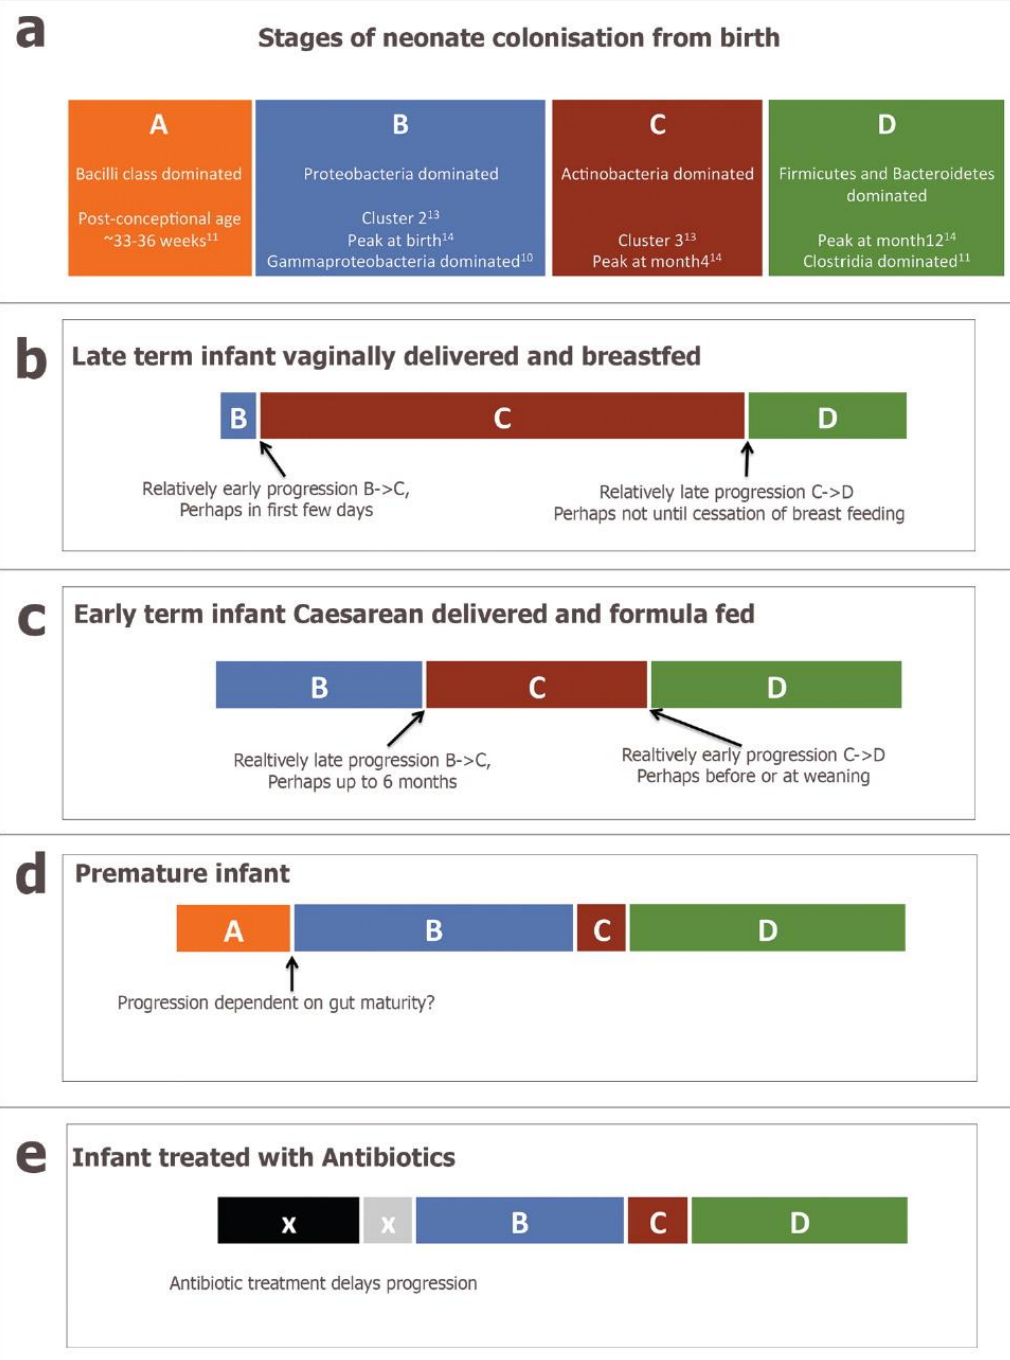 a
Stages of neonate colonisation from birth
A
Bacilli class dominated
Post-conceptional age
~33-36 weeks¹¹
B
Proteobacteria dominated
Cluster 2¹³
Peak at birth¹⁴
Gammaproteobacteria dominated¹⁰
C
Actinobacteria dominated
Cluster 3¹³
Peak at month4¹⁴
D
Firmicutes and Bacteroidetes
dominated
Peak at month12¹⁴
Clostridia dominated¹¹
b
Late term infant vaginally delivered and breastfed
B
C
D
Relatively early progression B->C,
Perhaps in first few days
Relatively late progression C->D
Perhaps not until cessation of breast feeding
c
Early term infant Caesarean delivered and formula fed
B
C
D
Realtively late progression B->C,
Perhaps up to 6 months
Realtively early progression C->D
Perhaps before or at weaning
d
Premature infant
A
B
C
D
Progression dependent on gut maturity?
e
Infant treated with Antibiotics
x
x
B
C
D
Antibiotic treatment delays progression